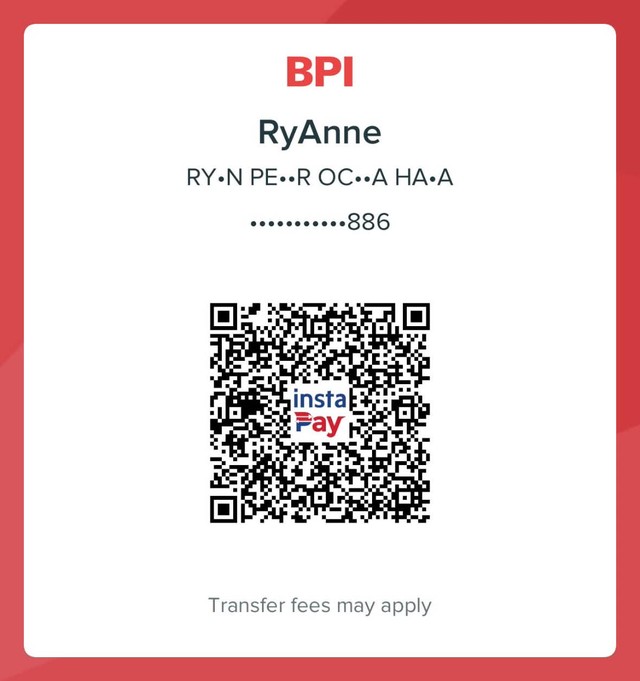 BPI
RyAnne
RY•N PE••R OC••A HA•A
•••••••••••886
insta
Pay
Transfer fees may apply